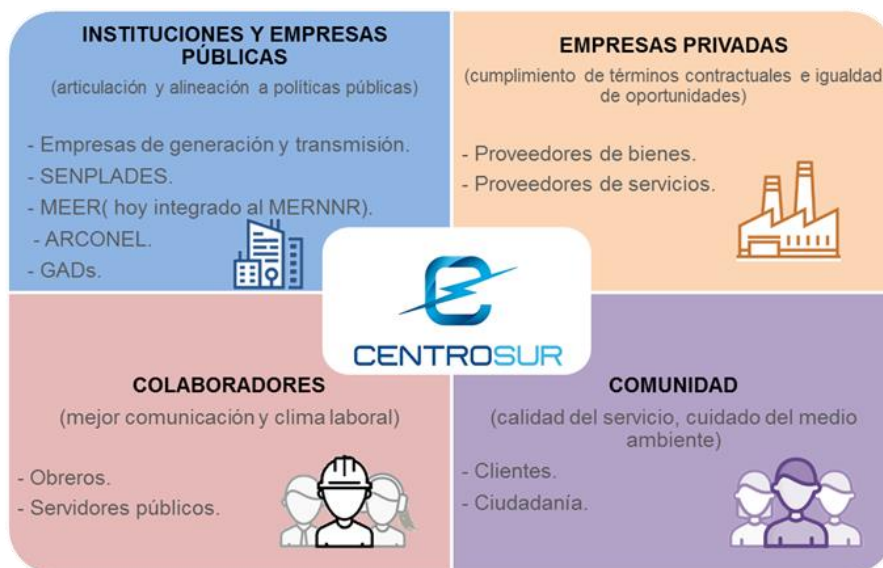 INSTITUCIONES Y EMPRESAS
PÚBLICAS
(articulación y alineación a políticas públicas)
- Empresas de generación y transmisión.
- SENPLADES.
- MEER( hoy integrado al MERNNR).
- ARCONEL.
- GADs.
EMPRESAS PRIVADAS
(cumplimiento de términos contractuales e igualdad
de oportunidades)
- Proveedores de bienes.
- Proveedores de servicios.
CENTROSUR
COLABORADORES
(mejor comunicación y clima laboral)
- Obreros.
- Servidores públicos.
COMUNIDAD
(calidad del servicio, cuidado del medio
ambiente)
- Clientes.
- Ciudadanía.